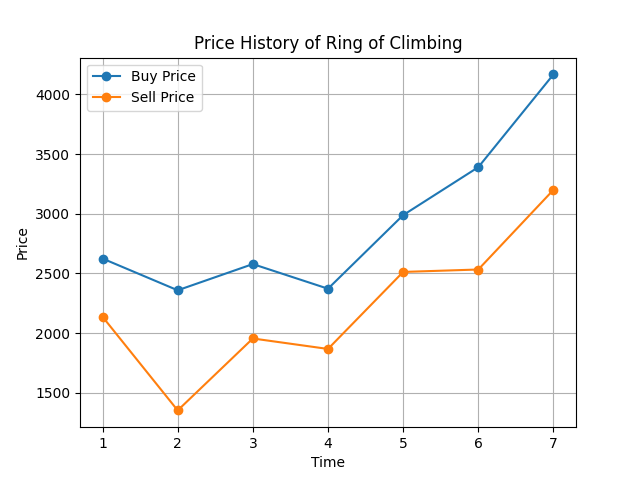 Price History of Ring of Climbing
Buy Price
Sell Price
4000
3500
3000
2500
2000
1500
Price
1 2 3 4 5 6 7
Time